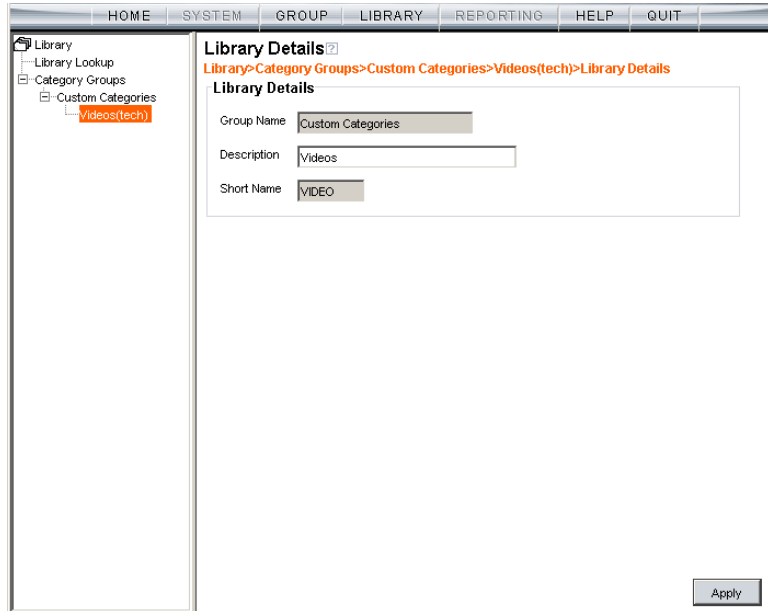 HOME SYSTEM GROUP LIBRARY REPORTING HELP QUIT
Library
Library Lookup
Category Groups
Custom Categories
Videos(tech)
Library Details?
Library>Category Groups>Custom Categories>Videos(tech)>Library Details
Library Details
Group Name Custom Categories
Description Videos
Short Name VIDEO
Apply